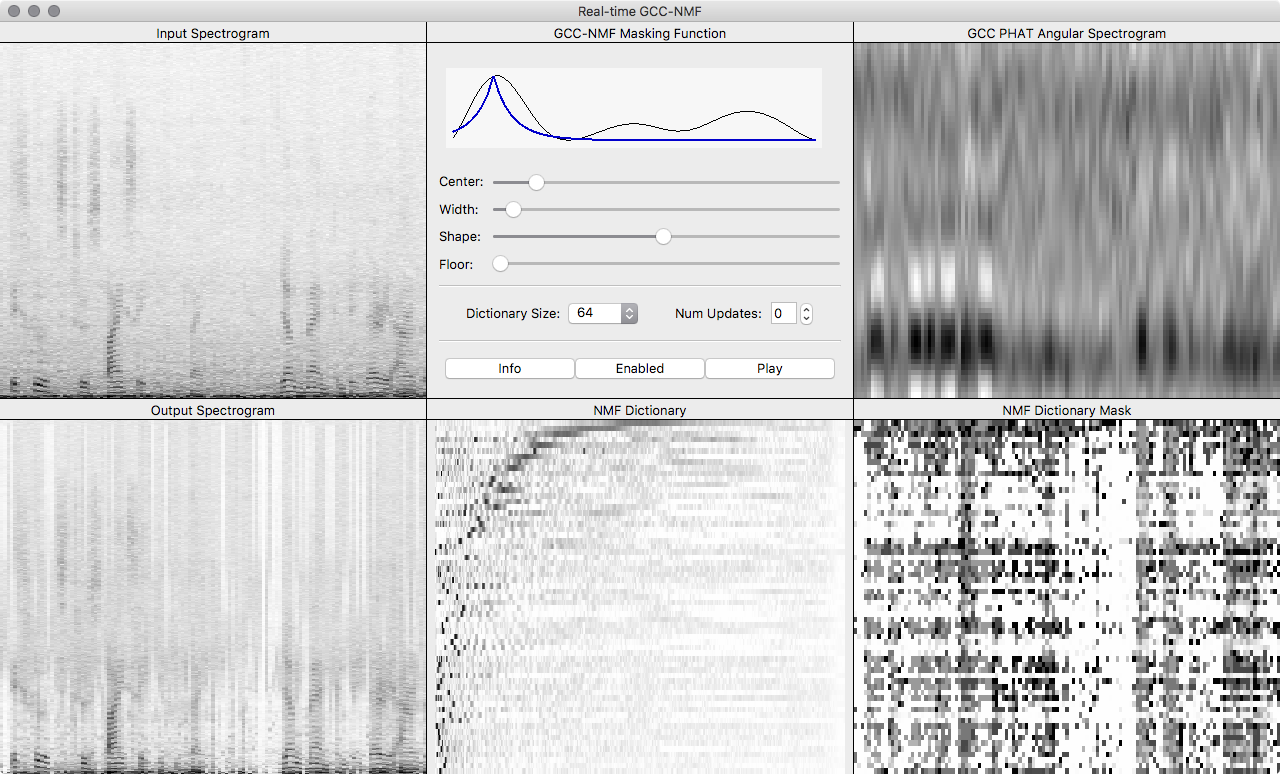 Real-time GCC-NMF
Input Spectrogram
GCC-NMF Masking Function
GCC PHAT Angular Spectrogram
Center:
Width:
Shape:
Floor:
Dictionary Size: 64 Num Updates: 0
Info Enabled Play
Output Spectrogram
NMF Dictionary
NMF Dictionary Mask